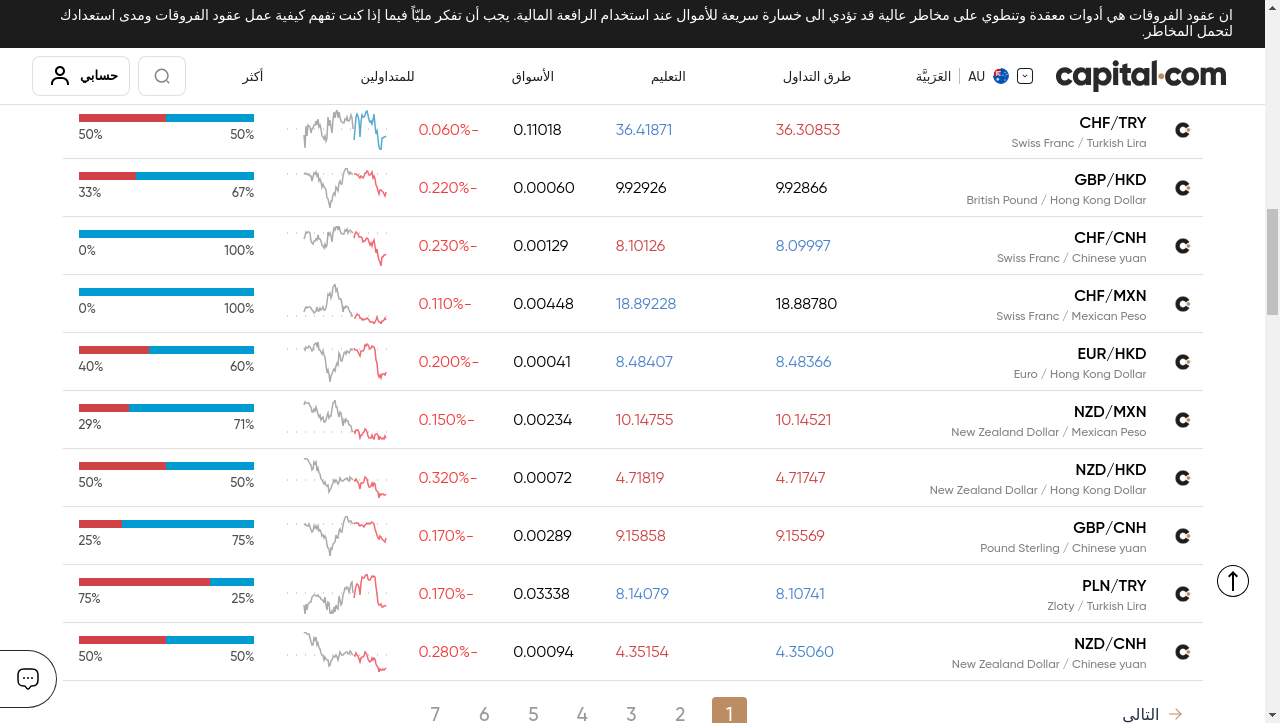 ان عقود الفروقات هي أدوات معقدة وتنطوي على مخاطر عالية قد تؤدي الى خسارة سريعة للأموال عند استخدام الرافعة المالية. يجب أن تفكر مليّاً فيما إذا كنت تفهم كيفية عمل عقود الفروقات ومدى استعدادك
لتحمل المخاطر.
capital.com
AU العَرَبيَّة
طرق التداول
التعليم
الأسواق
للمتداولين
أكثر
حسابي
CHF/TRY 36.30853 36.41871 0.11018 0.060%- 50% 50%
Swiss Franc / Turkish Lira
GBP/HKD 9.92866 9.92926 0.00060 0.220%- 67% 33%
British Pound / Hong Kong Dollar
CHF/CNH 8.09997 8.10126 0.00129 0.230%- 100% 0%
Swiss Franc / Chinese yuan
CHF/MXN 18.88780 18.89228 0.00448 0.110%- 100% 0%
Swiss Franc / Mexican Peso
EUR/HKD 8.48366 8.48407 0.00041 0.200%- 60% 40%
Euro / Hong Kong Dollar
NZD/MXN 10.14521 10.14755 0.00234 0.150%- 71% 29%
New Zealand Dollar / Mexican Peso
NZD/HKD 4.71747 4.71819 0.00072 0.320%- 50% 50%
New Zealand Dollar / Hong Kong Dollar
GBP/CNH 9.15569 9.15858 0.00289 0.170%- 75% 25%
Pound Sterling / Chinese yuan
PLN/TRY 8.10741 8.14079 0.03338 0.170%- 25% 75%
Zloty / Turkish Lira
NZD/CNH 4.35060 4.35154 0.00094 0.280%- 50% 50%
New Zealand Dollar / Chinese yuan
التالي 1 2 3 4 5 6 7